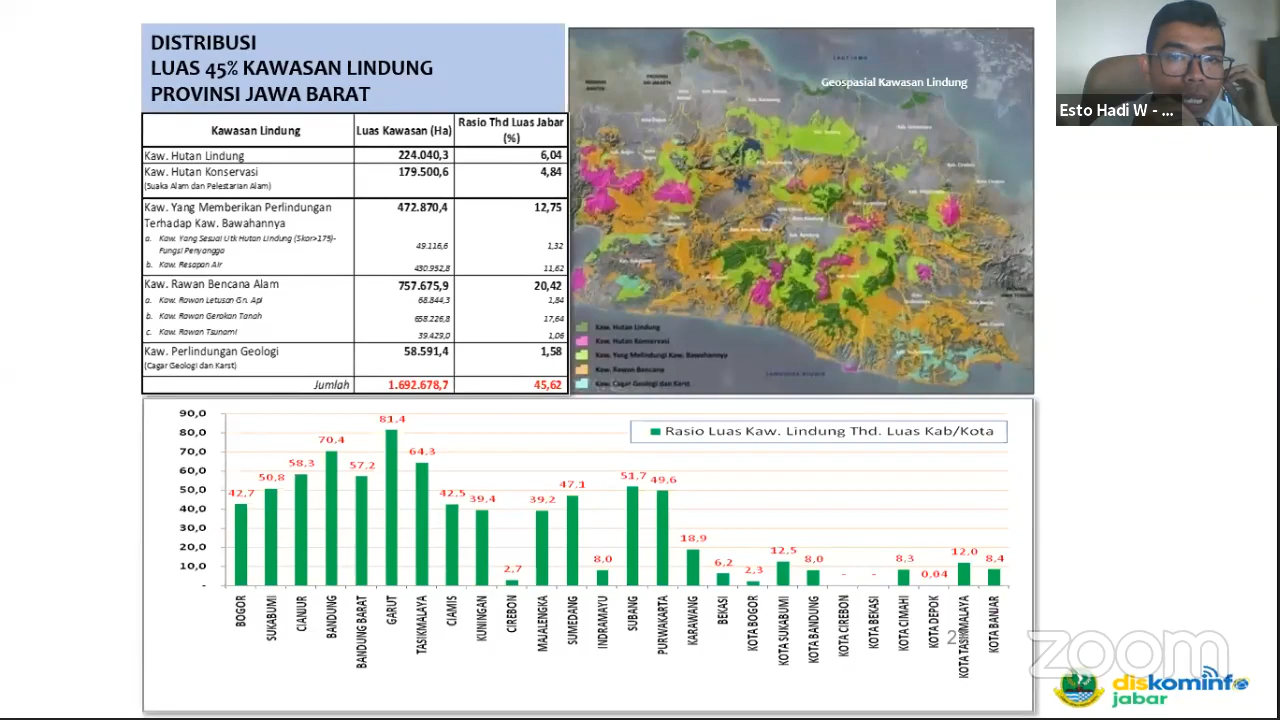 DISTRIBUSI
LUAS 45% KAWASAN LINDUNG
PROVINSI JAWA BARAT
Kawasan Lindung
Luas Kawasan (Ha)
Rasio Thd Luas Jabar
(%)
Kaw. Hutan Lindung
224.040,3
6,04
Kaw. Hutan Konservasi
179.500,6
4,84
(Suaka Alam dan Pelestarian Alam)
Kaw. Yang Memberikan Perlindungan
472.870,4
12,75
Terhadap Kaw. Bawahannya
a. Kaw. Yang Sesuai Utk Hutan Lindung (Skor>175)-
Fungsi Penyangga
49.116,6
1,32
b. Kaw. Resapan Air
430.952,8
11,62
Kaw. Rawan Bencana Alam
757.675,9
20,42
a. Kaw. Rawan Letusan Gn. Api
68.844,3
1,84
b. Kaw. Rawan Gerakan Tanah
658.226,8
17,64
c. Kaw. Rawan Tsunami
39.429,0
1,06
Kaw. Perlindungan Geologi
58.591,4
1,58
(Cagar Geologi dan Karst)
Jumlah
1.692.678,7
45,62
Geospasial Kawasan Lindung
Kaw. Hutan Lindung
Kaw. Hutan Konservasi
Kaw. Yang Melindungi Kaw. Bawahannya
Kaw. Rawan Bencana
Kaw. Cagar Geologi dan Karst
Esto Hadi W - ...
Rasio Luas Kaw. Lindung Thd. Luas Kab/Kota
90,0
80,0
70,0
60,0
50,0
40,0
30,0
20,0
10,0
-
42,7
50,8
58,3
70,4
57,2
81,4
64,3
42,5
39,4
2,7
39,2
47,1
8,0
51,7
49,6
18,9
6,2
2,3
12,5
8,0
-
-
8,3
0,04
12,0
8,4
BOGOR
SUKABUMI
CIANJUR
BANDUNG
BANDUNG BARAT
GARUT
TASIKMALAYA
CIAMIS
KUNINGAN
CIREBON
MAJALENGKA
SUMEDANG
INDRAMAYU
SUBANG
PURWAKARTA
KARAWANG
BEKASI
KOTA BOGOR
KOTA SUKABUMI
KOTA BANDUNG
KOTA CIREBON
KOTA BEKASI
KOTA CIMAHI
KOTA DEPOK
KOTA TASIKMALAYA
KOTA BANJAR
zoom
diskominfo
jabar